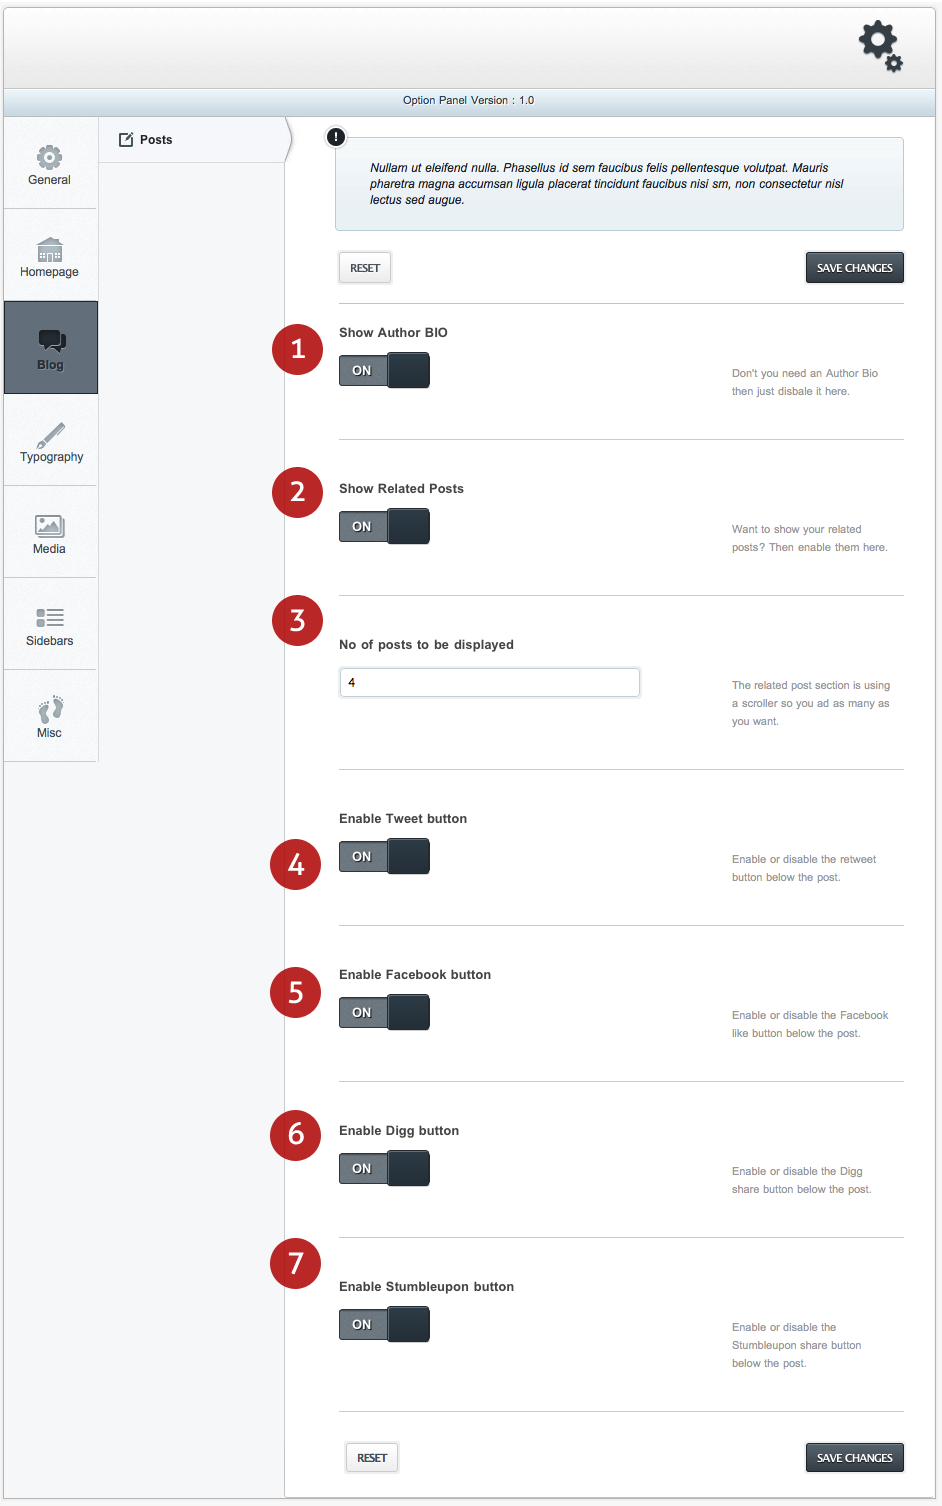 Option Panel Version : 1.0
General
Homepage
Blog
Typography
Media
Sidebars
Misc
Posts
!
Nullam ut eleifend nulla. Phasellus id sem faucibus felis pellentesque volutpat. Mauris
pharetra magna accumsan ligula placerat tincidunt faucibus nisi sm, non consectetur nisl
lectus sed augue.
RESET
SAVE CHANGES
1
Show Author BIO
ON
Don't you need an Author Bio
then just disbale it here.
2
Show Related Posts
ON
Want to show your related
posts? Then enable them here.
3
No of posts to be displayed
4
The related post section is using
a scroller so you ad as many as
you want.
4
Enable Tweet button
ON
Enable or disable the retweet
button below the post.
5
Enable Facebook button
ON
Enable or disable the Facebook
like button below the post.
6
Enable Digg button
ON
Enable or disable the Digg
share button below the post.
7
Enable Stumbleupon button
ON
Enable or disable the
Stumbleupon share button
below the post.
RESET
SAVE CHANGES